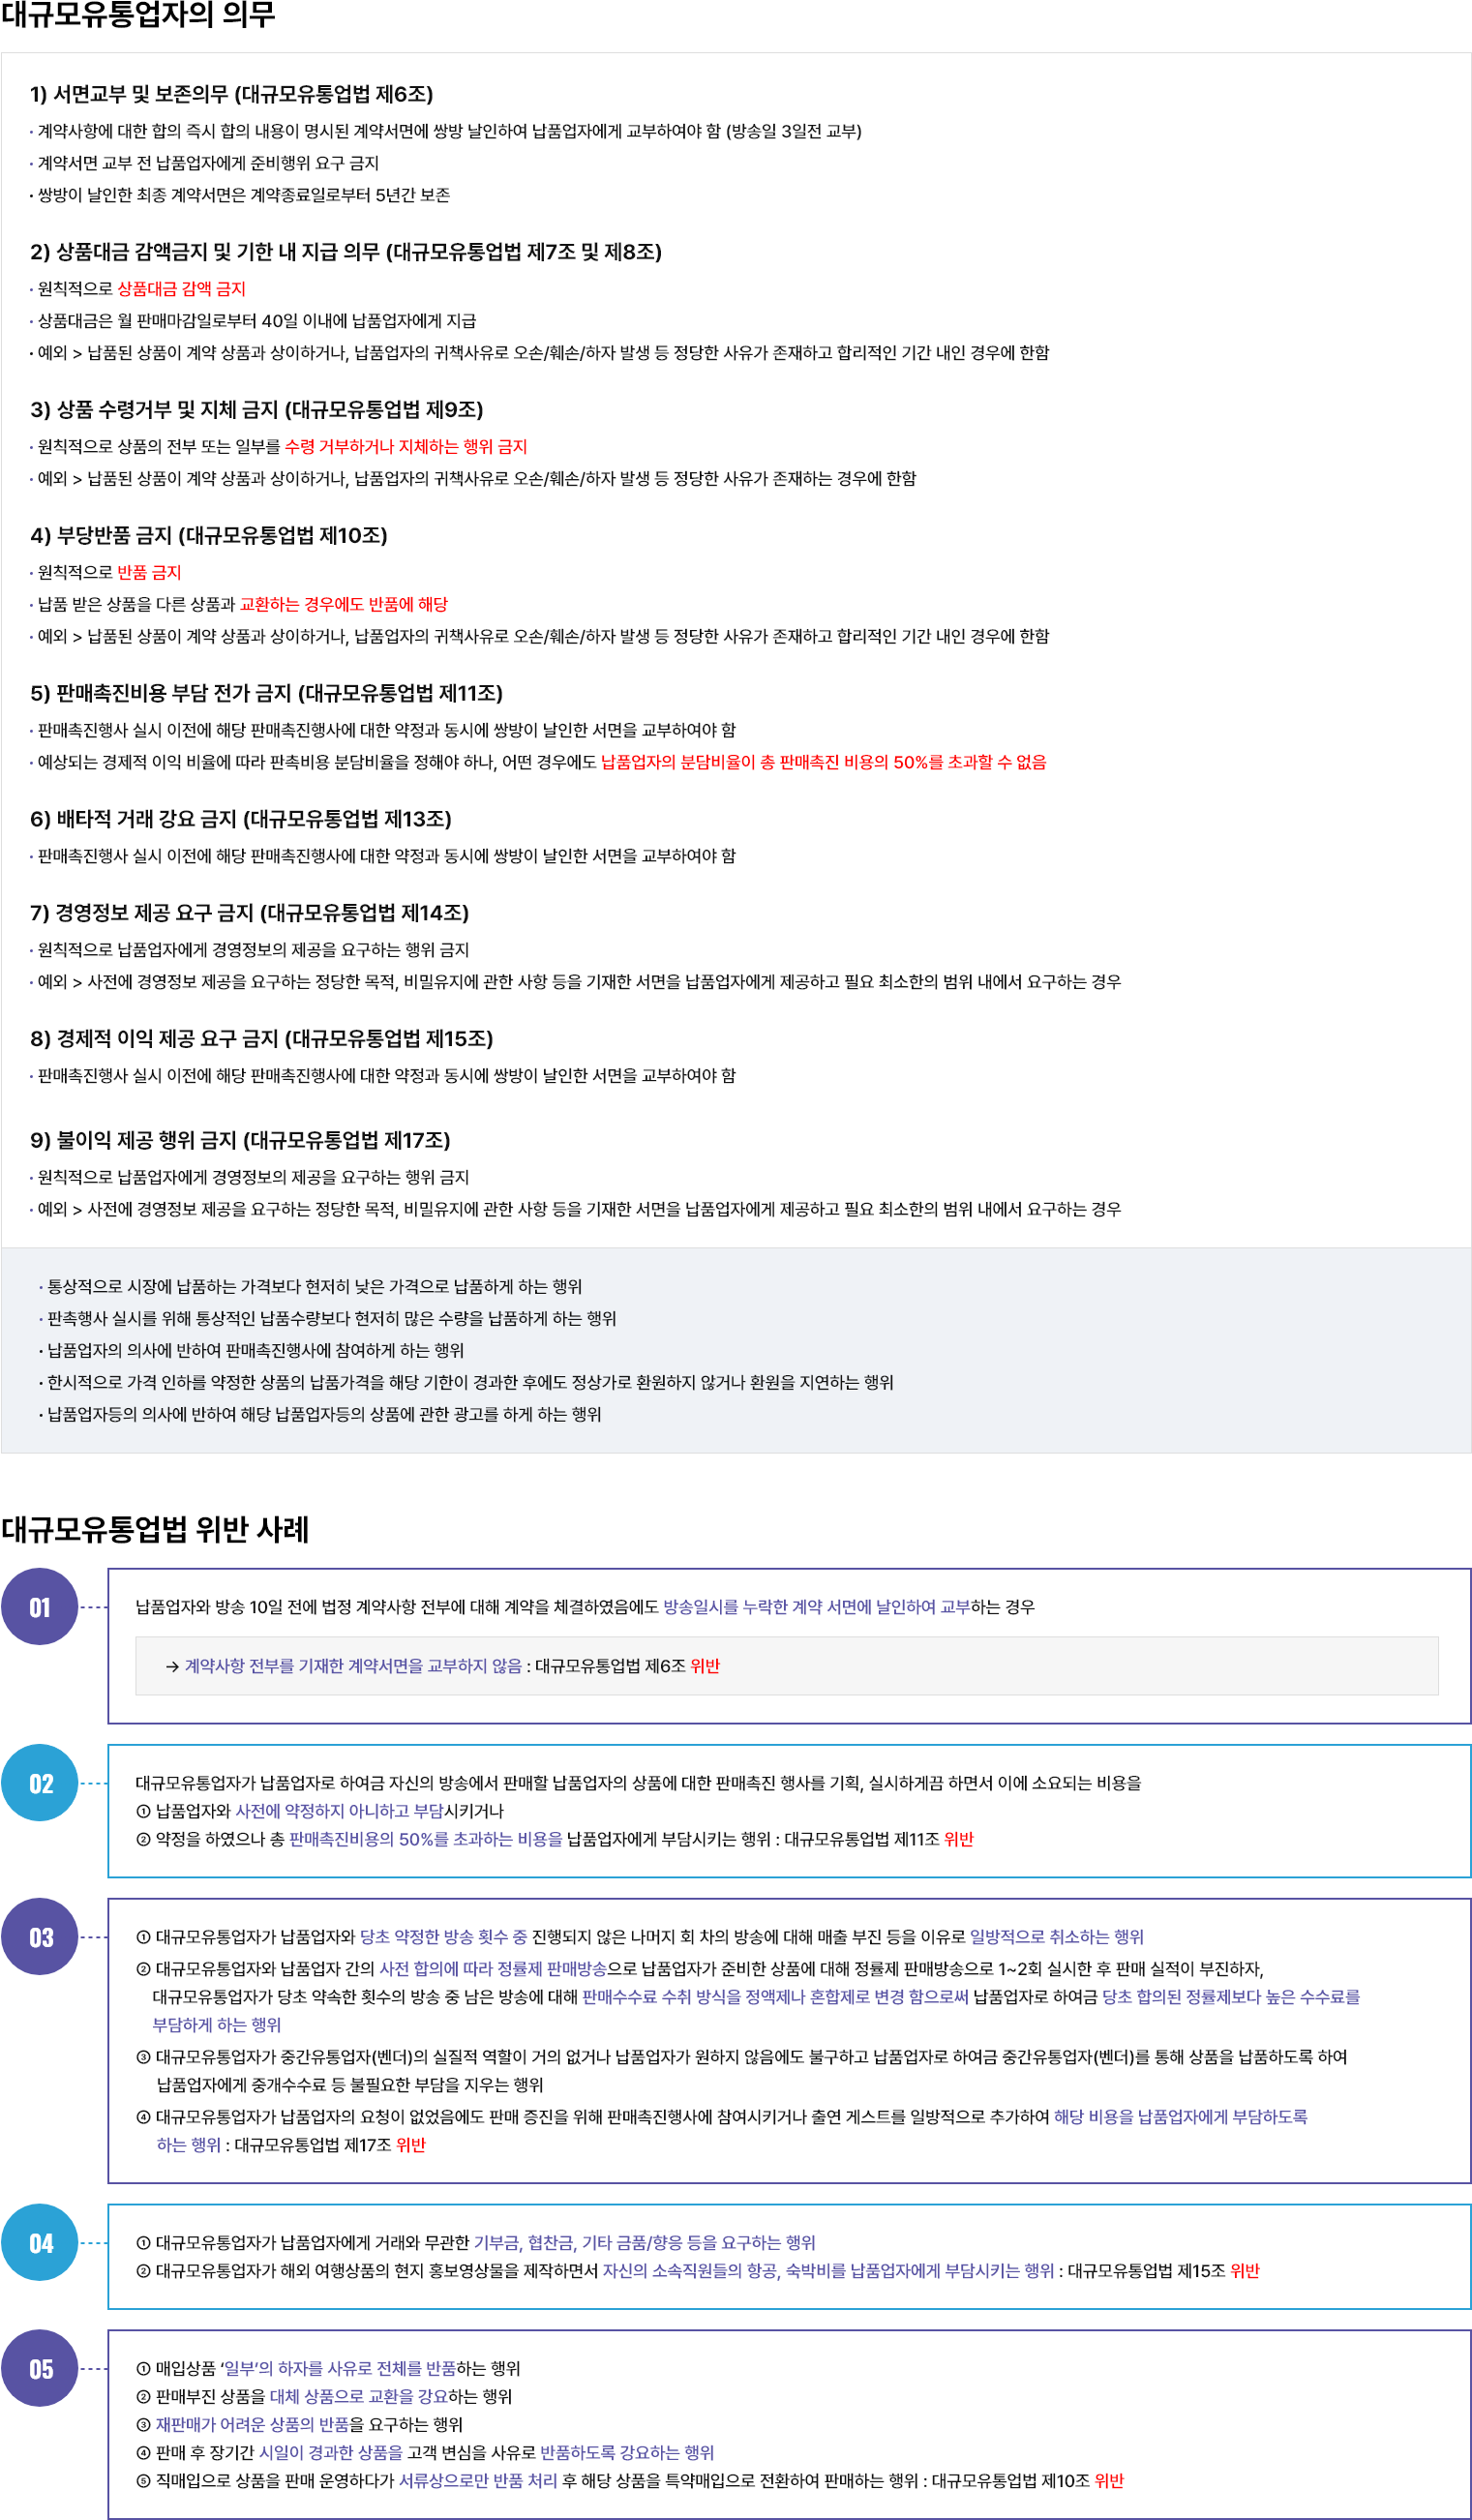 대규모유통업자의 의무
1) 서면교부 및 보존의무 (대규모유통업법 제6조)
· 계약사항에 대한 합의 즉시 합의 내용이 명시된 계약서면에 쌍방 날인하여 납품업자에게 교부하여야 함 (방송일 3일전 교부)
· 계약서면 교부 전 납품업자에게 준비행위 요구 금지
· 쌍방이 날인한 최종 계약서면은 계약종료일로부터 5년간 보존
2) 상품대금 감액금지 및 기한 내 지급 의무 (대규모유통업법 제7조 및 제8조)
· 원칙적으로 상품대금 감액 금지
· 상품대금은 월 판매마감일로부터 40일 이내에 납품업자에게 지급
· 예외 > 납품된 상품이 계약 상품과 상이하거나, 납품업자의 귀책사유로 오손/훼손/하자 발생 등 정당한 사유가 존재하고 합리적인 기간 내인 경우에 한함
3) 상품 수령거부 및 지체 금지 (대규모유통업법 제9조)
· 원칙적으로 상품의 전부 또는 일부를 수령 거부하거나 지체하는 행위 금지
· 예외 > 납품된 상품이 계약 상품과 상이하거나, 납품업자의 귀책사유로 오손/훼손/하자 발생 등 정당한 사유가 존재하는 경우에 한함
4) 부당반품 금지 (대규모유통업법 제10조)
· 원칙적으로 반품 금지
· 납품 받은 상품을 다른 상품과 교환하는 경우에도 반품에 해당
· 예외 > 납품된 상품이 계약 상품과 상이하거나, 납품업자의 귀책사유로 오손/훼손/하자 발생 등 정당한 사유가 존재하고 합리적인 기간 내인 경우에 한함
5) 판매촉진비용 부담 전가 금지 (대규모유통업법 제11조)
· 판매촉진행사 실시 이전에 해당 판매촉진행사에 대한 약정과 동시에 쌍방이 날인한 서면을 교부하여야 함
· 예상되는 경제적 이익 비율에 따라 판촉비용 분담비율을 정해야 하나, 어떤 경우에도 납품업자의 분담비율이 총 판매촉진 비용의 50%를 초과할 수 없음
6) 배타적 거래 강요 금지 (대규모유통업법 제13조)
· 판매촉진행사 실시 이전에 해당 판매촉진행사에 대한 약정과 동시에 쌍방이 날인한 서면을 교부하여야 함
7) 경영정보 제공 요구 금지 (대규모유통업법 제14조)
· 원칙적으로 납품업자에게 경영정보의 제공을 요구하는 행위 금지
· 예외 > 사전에 경영정보 제공을 요구하는 정당한 목적, 비밀유지에 관한 사항 등을 기재한 서면을 납품업자에게 제공하고 필요 최소한의 범위 내에서 요구하는 경우
8) 경제적 이익 제공 요구 금지 (대규모유통업법 제15조)
· 판매촉진행사 실시 이전에 해당 판매촉진행사에 대한 약정과 동시에 쌍방이 날인한 서면을 교부하여야 함
9) 불이익 제공 행위 금지 (대규모유통업법 제17조)
· 원칙적으로 납품업자에게 경영정보의 제공을 요구하는 행위 금지
· 예외 > 사전에 경영정보 제공을 요구하는 정당한 목적, 비밀유지에 관한 사항 등을 기재한 서면을 납품업자에게 제공하고 필요 최소한의 범위 내에서 요구하는 경우
· 통상적으로 시장에 납품하는 가격보다 현저히 낮은 가격으로 납품하게 하는 행위
· 판촉행사 실시를 위해 통상적인 납품수량보다 현저히 많은 수량을 납품하게 하는 행위
· 납품업자의 의사에 반하여 판매촉진행사에 참여하게 하는 행위
· 한시적으로 가격 인하를 약정한 상품의 납품가격을 해당 기한이 경과한 후에도 정상가로 환원하지 않거나 환원을 지연하는 행위
· 납품업자등의 의사에 반하여 해당 납품업자등의 상품에 관한 광고를 하게 하는 행위
대규모유통업법 위반 사례
01
납품업자와 방송 10일 전에 법정 계약사항 전부에 대해 계약을 체결하였음에도 방송일시를 누락한 계약 서면에 날인하여 교부하는 경우
→ 계약사항 전부를 기재한 계약서면을 교부하지 않음 : 대규모유통업법 제6조 위반
02
대규모유통업자가 납품업자로 하여금 자신의 방송에서 판매할 납품업자의 상품에 대한 판매촉진 행사를 기획, 실시하게끔 하면서 이에 소요되는 비용을
① 납품업자와 사전에 약정하지 아니하고 부담시키거나
② 약정을 하였으나 총 판매촉진비용의 50%를 초과하는 비용을 납품업자에게 부담시키는 행위 : 대규모유통업법 제11조 위반
03
① 대규모유통업자가 납품업자와 당초 약정한 방송 횟수 중 진행되지 않은 나머지 회 차의 방송에 대해 매출 부진 등을 이유로 일방적으로 취소하는 행위
② 대규모유통업자와 납품업자 간의 사전 합의에 따라 정률제 판매방송으로 납품업자가 준비한 상품에 대해 정률제 판매방송으로 1~2회 실시한 후 판매 실적이 부진하자,
대규모유통업자가 당초 약속한 횟수의 방송 중 남은 방송에 대해 판매수수료 수취 방식을 정액제나 혼합제로 변경 함으로써 납품업자로 하여금 당초 합의된 정률제보다 높은 수수료를
부담하게 하는 행위
③ 대규모유통업자가 중간유통업자(벤더)의 실질적 역할이 거의 없거나 납품업자가 원하지 않음에도 불구하고 납품업자로 하여금 중간유통업자(벤더)를 통해 상품을 납품하도록 하여
납품업자에게 중개수수료 등 불필요한 부담을 지우는 행위
④ 대규모유통업자가 납품업자의 요청이 없었음에도 판매 증진을 위해 판매촉진행사에 참여시키거나 출연 게스트를 일방적으로 추가하여 해당 비용을 납품업자에게 부담하도록
하는 행위 : 대규모유통업법 제17조 위반
04
① 대규모유통업자가 납품업자에게 거래와 무관한 기부금, 협찬금, 기타 금품/향응 등을 요구하는 행위
② 대규모유통업자가 해외 여행상품의 현지 홍보영상물을 제작하면서 자신의 소속직원들의 항공, 숙박비를 납품업자에게 부담시키는 행위 : 대규모유통업법 제15조 위반
05
① 매입상품 ‘일부’의 하자를 사유로 전체를 반품하는 행위
② 판매부진 상품을 대체 상품으로 교환을 강요하는 행위
③ 재판매가 어려운 상품의 반품을 요구하는 행위
④ 판매 후 장기간 시일이 경과한 상품을 고객 변심을 사유로 반품하도록 강요하는 행위
⑤ 직매입으로 상품을 판매 운영하다가 서류상으로만 반품 처리 후 해당 상품을 특약매입으로 전환하여 판매하는 행위 : 대규모유통업법 제10조 위반